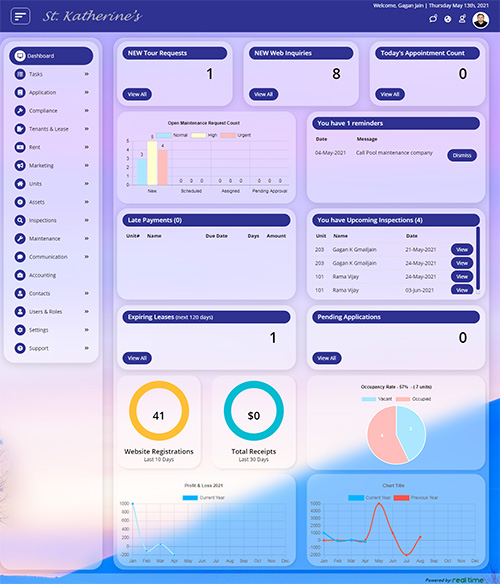 Welcome, Gagan Jain | Thursday May 13th, 2021
St. Katherine's
Dashboard
Tasks
Application
Compliance
Tenants & Lease
Rent
Marketing
Units
Assets
Inspections
Maintenance
Communication
Accounting
Contacts
Users & Roles
Settings
Support
NEW Tour Requests
1
View All
NEW Web Inquiries
8
View All
Today's Appointment Count
0
View All
Open Maintenance Request Count
Normal High Urgent
5
4
3
2
1
0
3 5 4
0 0 0 0 0 0 0 0 0
New Scheduled Assigned Pending Approval
You have 1 reminders
Date Message
04-May-2021 Call Pool maintenance company Dismiss
Late Payments (0)
Unit# Name Due Date Days Amount
You have Upcoming Inspections (4)
Unit Name Date
203 Gagan K Gmailjain 21-May-2021 View
203 Gagan K Gmailjain 24-May-2021 View
101 Rama Vijay 24-May-2021 View
101 Rama Vijay 03-Jun-2021 View
Expiring Leases (next 120 days)
1
View All
Pending Applications
0
View All
41
Website Registrations
Last 10 Days
$0
Total Receipts
Last 30 Days
Occupancy Rate - 57% - ( 7 units)
Vacant Occupied
Profit & Loss 2021
Current Year
1000
800
600
400
200
0
-200
Jan Feb Mar Apr May Jun Jul Aug Sep Oct Nov Dec
Chart Title
Current Year Previous Year
Jan Feb Mar Apr May Jun Jul Aug Sep Oct Nov Dec
Powered by: real time